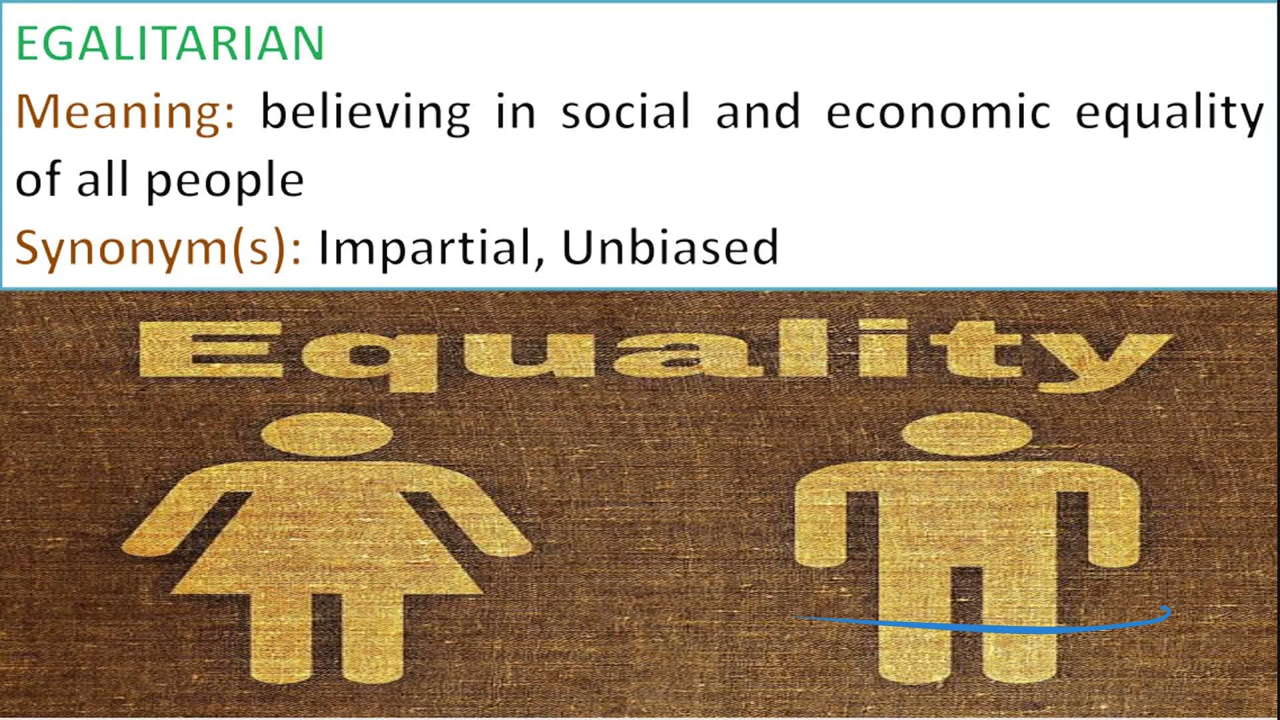 EGALITARIAN
Meaning: believing in social and economic equality
of all people
Synonym(s): Impartial, Unbiased
Equality